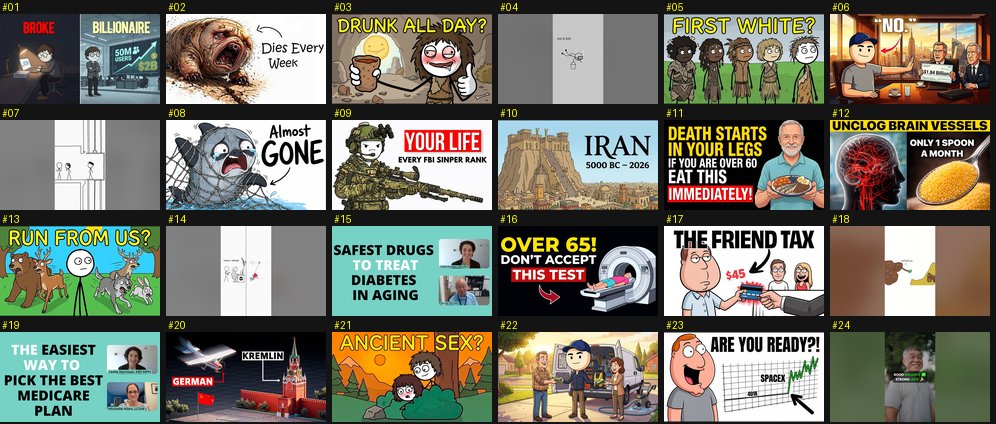 #01
BROKE
BILLIONAIRE
50M
USERS
$2B
#02
Dies Every
Week
#03
DRUNK ALL DAY?
#04
#05
FIRST WHITE?
#06
"NO."
$1.84 Billion
#07
#08
Almost
GONE
#09
YOUR LIFE
EVERY FBI SINPER RANK
#10
IRAN
5000 BC – 2026
#11
DEATH STARTS
IN YOUR LEGS
IF YOU ARE OVER 60
EAT THIS
IMMEDIATELY!
#12
UNCLOG BRAIN VESSELS
ONLY 1 SPOON
A MONTH
#13
RUN FROM US?
#14
#15
SAFEST DRUGS
TO TREAT
DIABETES
IN AGING
#16
OVER 65!
DON'T ACCEPT
THIS TEST
#17
THE FRIEND TAX
$45
#18
#19
THE EASIEST
WAY TO
PICK THE BEST
MEDICARE
PLAN
#20
GERMAN
KREMLIN
#21
ANCIENT SEX?
#22
#23
ARE YOU READY?!
SPACEX
401K
#24